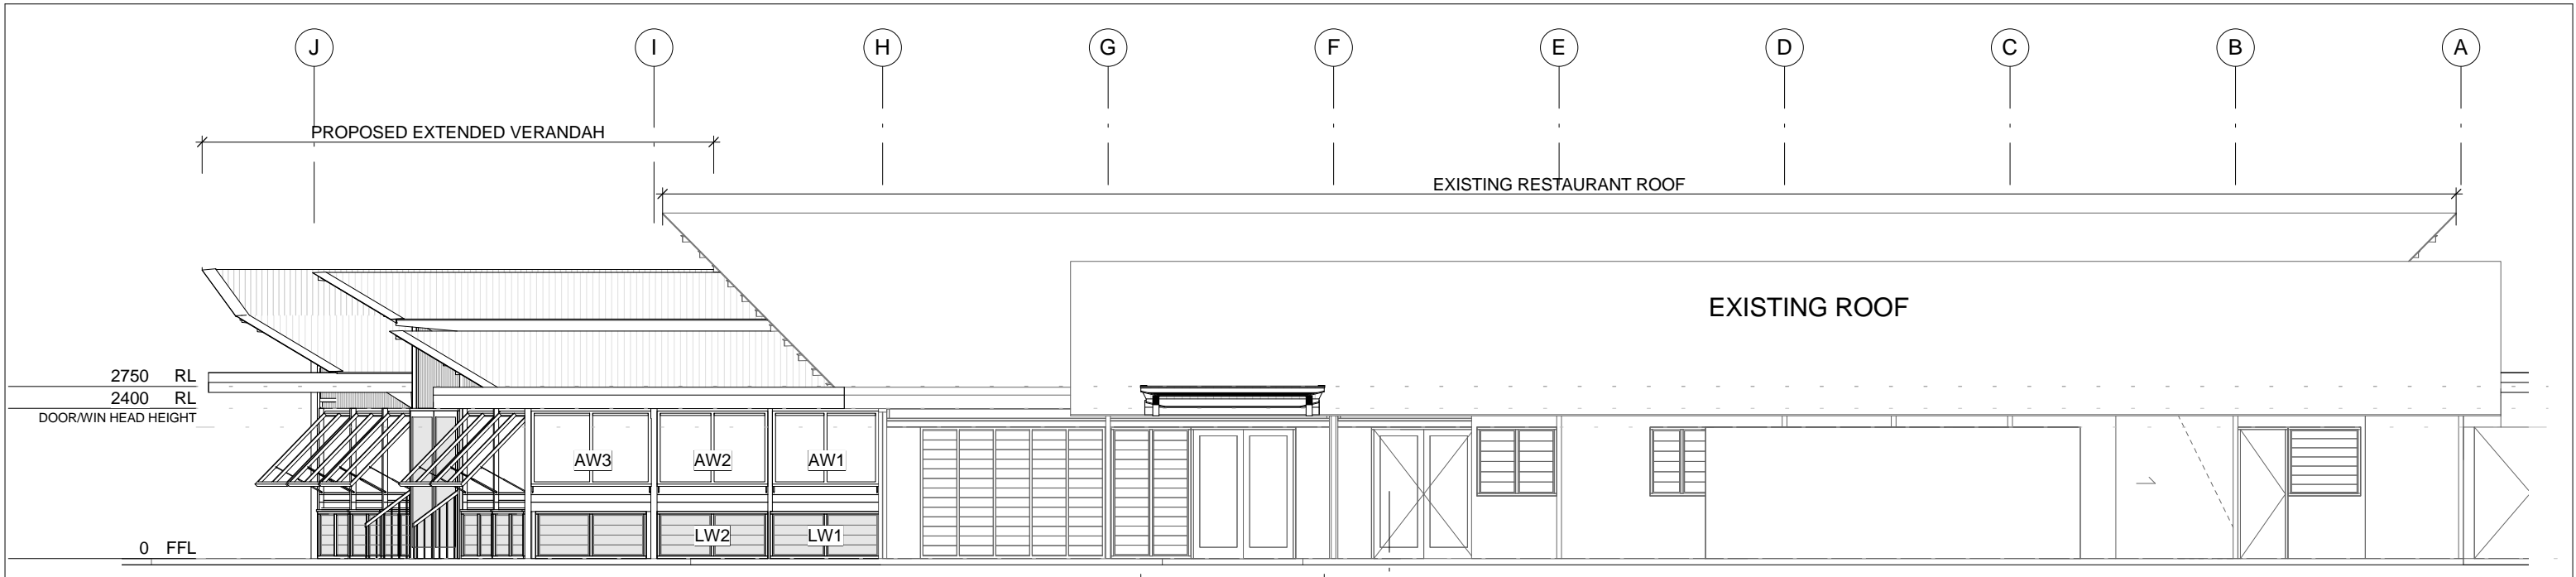 J I H G F E D C B A
PROPOSED EXTENDED VERANDAH
EXISTING RESTAURANT ROOF
EXISTING ROOF
2750 RL
2400 RL
DOOR/WIN HEAD HEIGHT
AW3 AW2 AW1
LW2 LW1
0 FFL